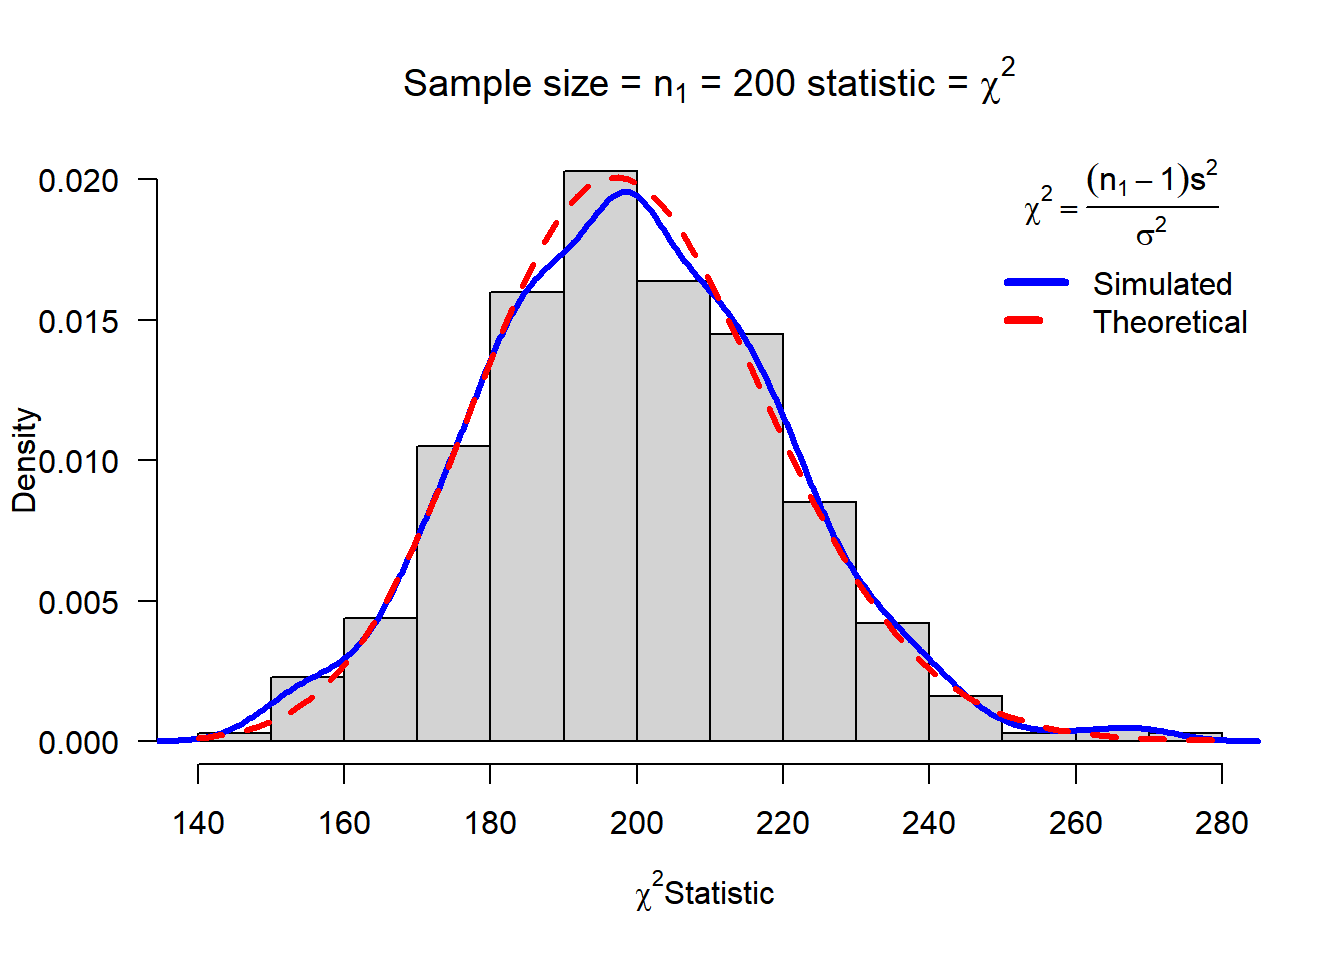 Sample size = n₁ = 200 statistic = χ²
χ² = (n₁ − 1)s² / σ²
Simulated
Theoretical
Density
0.020
0.015
0.010
0.005
0.000
140 160 180 200 220 240 260 280
χ²Statistic